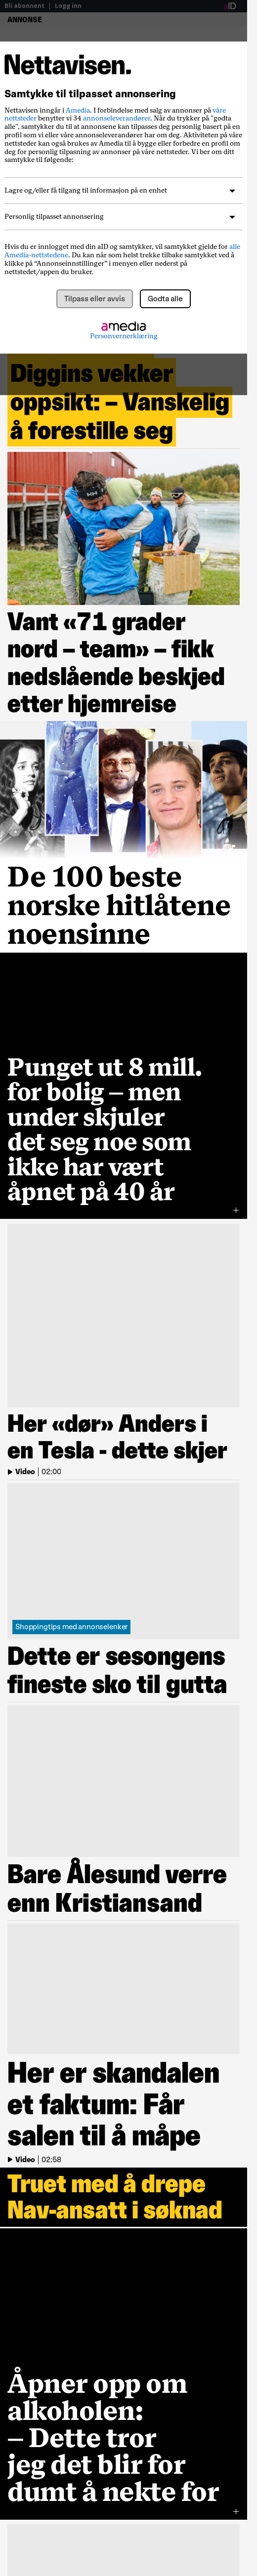 Bli abonnent | Logg inn
aID
ANNONSE
Nettavisen.
Samtykke til tilpasset annonsering
Nettavisen inngår i Amedia. I forbindelse med salg av annonser på våre
nettsteder benytter vi 34 annonseleverandører. Når du trykker på "godta
alle", samtykker du til at annonsene kan tilpasses deg personlig basert på en
profil som vi og annonseleverandørene våre har om deg. Aktiviteten på våre
nettsteder kan også brukes av Amedia til å bygge eller forbedre en profil om
deg for personlig tilpasning av annonser på våre nettsteder. Vi ber om ditt
samtykke til følgende:
Lagre og/eller få tilgang til informasjon på en enhet
Personlig tilpasset annonsering
Hvis du er innlogget med din aID og samtykker, vil samtykket gjelde for alle
Amedia-nettstedene. Du kan når som helst trekke tilbake samtykket ved å
klikke på “Annonseinnstillinger” i menyen eller nederst på
nettstedet/appen du bruker.
Tilpass eller avvis
Godta alle
amedia
Personvernerklæring
Diggins vekker
oppsikt: – Vanskelig
å forestille seg
Vant «71 grader
nord – team» – fikk
nedslående beskjed
etter hjemreise
De 100 beste
norske hitlåtene
noensinne
Punget ut 8 mill.
for bolig – men
under skjuler
det seg noe som
ikke har vært
åpnet på 40 år
+
Her «dør» Anders i
en Tesla - dette skjer
Video | 02:00
Shoppingtips med annonselenker
Dette er sesongens
fineste sko til gutta
Bare Ålesund verre
enn Kristiansand
Her er skandalen
et faktum: Får
salen til å måpe
Video | 02:58
Truet med å drepe
Nav-ansatt i søknad
Åpner opp om
alkoholen:
– Dette tror
jeg det blir for
dumt å nekte for
+